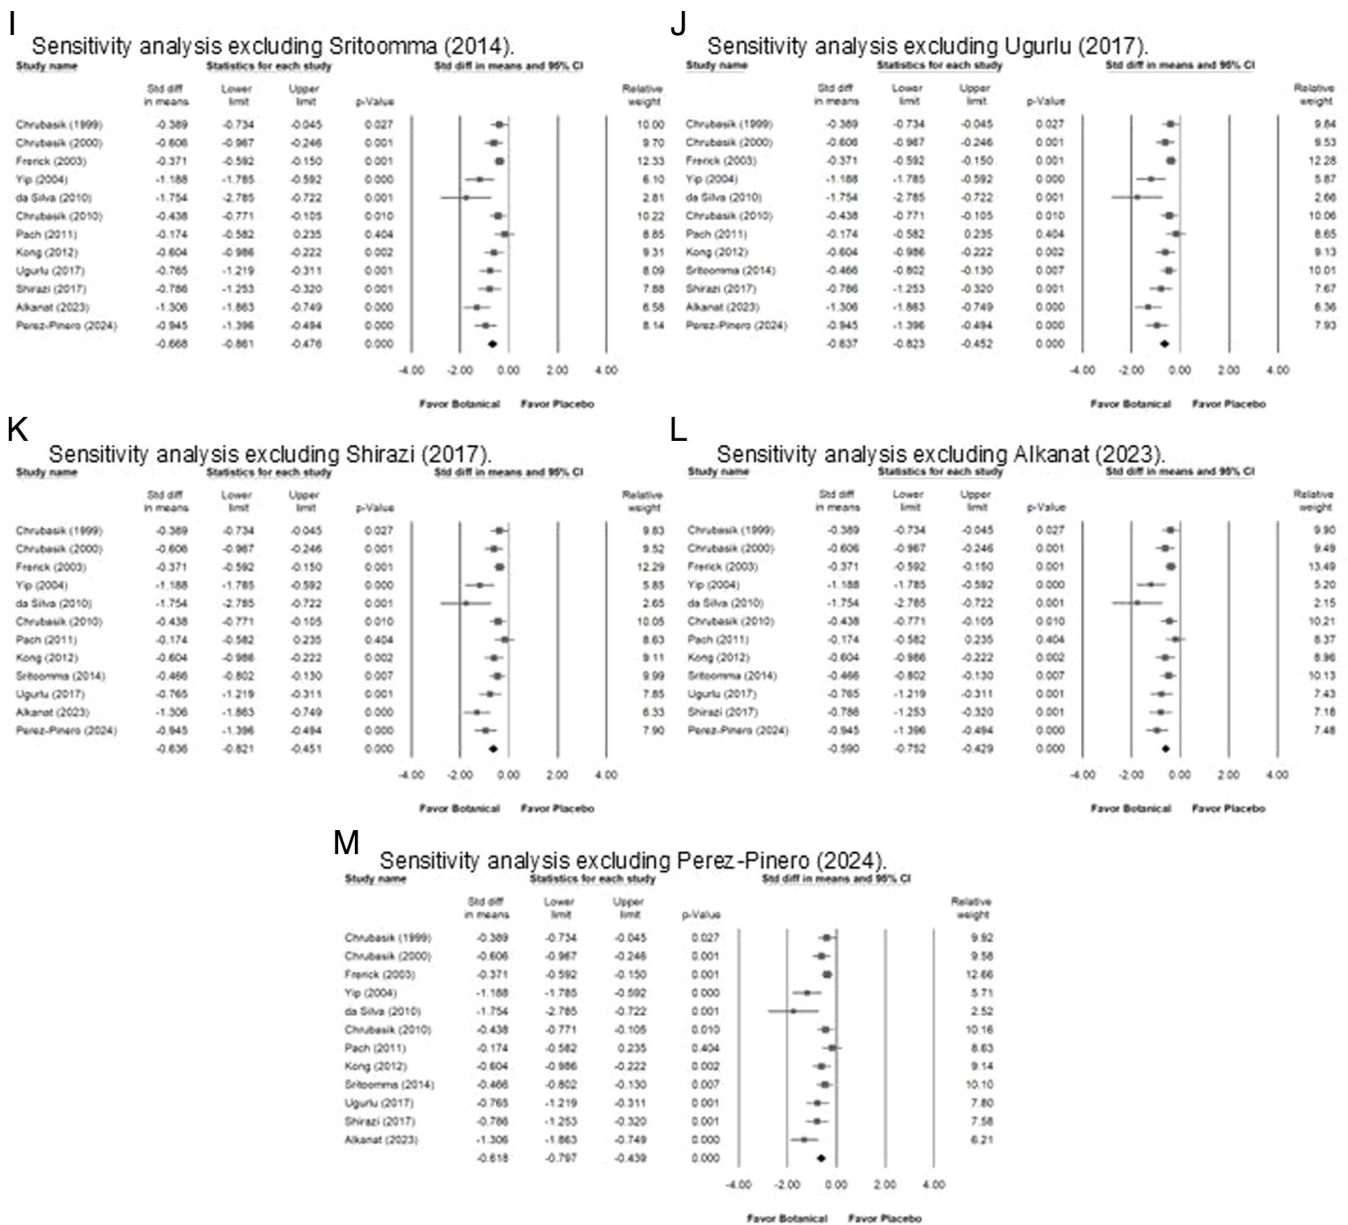 I
Sensitivity analysis excluding Sritoomma (2014).
Study name Statistics for each study Std diff in means and 95% CI
Std diff in means Lower limit Upper limit p-Value Relative weight
Chrubasik (1999) -0.389 -0.734 -0.045 0.027 10.00
Chrubasik (2000) -0.606 -0.967 -0.246 0.001 9.70
Frerick (2003) -0.371 -0.592 -0.150 0.001 12.33
Yip (2004) -1.188 -1.785 -0.592 0.000 6.10
da Silva (2010) -1.754 -2.785 -0.722 0.001 2.81
Chrubasik (2010) -0.438 -0.771 -0.105 0.010 10.22
Pach (2011) -0.174 -0.582 0.235 0.404 8.85
Kong (2012) -0.604 -0.986 -0.222 0.002 9.31
Ugurlu (2017) -0.765 -1.219 -0.311 0.001 8.09
Shirazi (2017) -0.786 -1.253 -0.320 0.001 7.88
Alkanat (2023) -1.306 -1.863 -0.749 0.000 6.58
Perez-Pinero (2024) -0.945 -1.396 -0.494 0.000 8.14
-0.668 -0.861 -0.476 0.000
-4.00 -2.00 0.00 2.00 4.00
Favor Botanical Favor Placebo
J
Sensitivity analysis excluding Ugurlu (2017).
Study name Statistics for each study Std diff in means and 95% CI
Std diff in means Lower limit Upper limit p-Value Relative weight
Chrubasik (1999) -0.389 -0.734 -0.045 0.027 9.84
Chrubasik (2000) -0.606 -0.967 -0.246 0.001 9.53
Frerick (2003) -0.371 -0.592 -0.150 0.001 12.28
Yip (2004) -1.188 -1.785 -0.592 0.000 5.87
da Silva (2010) -1.754 -2.785 -0.722 0.001 2.66
Chrubasik (2010) -0.438 -0.771 -0.105 0.010 10.06
Pach (2011) -0.174 -0.582 0.235 0.404 8.65
Kong (2012) -0.604 -0.986 -0.222 0.002 9.13
Sritoomma (2014) -0.466 -0.802 -0.130 0.007 10.01
Shirazi (2017) -0.786 -1.253 -0.320 0.001 7.67
Alkanat (2023) -1.306 -1.863 -0.749 0.000 6.36
Perez-Pinero (2024) -0.945 -1.396 -0.494 0.000 7.93
-0.637 -0.823 -0.452 0.000
-4.00 -2.00 0.00 2.00 4.00
Favor Botanical Favor Placebo
K
Sensitivity analysis excluding Shirazi (2017).
Study name Statistics for each study Std diff in means and 95% CI
Std diff in means Lower limit Upper limit p-Value Relative weight
Chrubasik (1999) -0.389 -0.734 -0.045 0.027 9.83
Chrubasik (2000) -0.606 -0.967 -0.246 0.001 9.52
Frerick (2003) -0.371 -0.592 -0.150 0.001 12.29
Yip (2004) -1.188 -1.785 -0.592 0.000 5.85
da Silva (2010) -1.754 -2.785 -0.722 0.001 2.65
Chrubasik (2010) -0.438 -0.771 -0.105 0.010 10.05
Pach (2011) -0.174 -0.582 0.235 0.404 8.63
Kong (2012) -0.604 -0.986 -0.222 0.002 9.11
Sritoomma (2014) -0.466 -0.802 -0.130 0.007 9.99
Ugurlu (2017) -0.765 -1.219 -0.311 0.001 7.85
Alkanat (2023) -1.306 -1.863 -0.749 0.000 6.33
Perez-Pinero (2024) -0.945 -1.396 -0.494 0.000 7.90
-0.636 -0.821 -0.451 0.000
-4.00 -2.00 0.00 2.00 4.00
Favor Botanical Favor Placebo
L
Sensitivity analysis excluding Alkanat (2023).
Study name Statistics for each study Std diff in means and 95% CI
Std diff in means Lower limit Upper limit p-Value Relative weight
Chrubasik (1999) -0.389 -0.734 -0.045 0.027 9.90
Chrubasik (2000) -0.606 -0.967 -0.246 0.001 9.49
Frerick (2003) -0.371 -0.592 -0.150 0.001 13.49
Yip (2004) -1.188 -1.785 -0.592 0.000 5.20
da Silva (2010) -1.754 -2.785 -0.722 0.001 2.15
Chrubasik (2010) -0.438 -0.771 -0.105 0.010 10.21
Pach (2011) -0.174 -0.582 0.235 0.404 8.37
Kong (2012) -0.604 -0.986 -0.222 0.002 8.96
Sritoomma (2014) -0.466 -0.802 -0.130 0.007 10.13
Ugurlu (2017) -0.765 -1.219 -0.311 0.001 7.43
Shirazi (2017) -0.786 -1.253 -0.320 0.001 7.18
Perez-Pinero (2024) -0.945 -1.396 -0.494 0.000 7.48
-0.590 -0.752 -0.429 0.000
-4.00 -2.00 0.00 2.00 4.00
Favor Botanical Favor Placebo
M
Sensitivity analysis excluding Perez-Pinero (2024).
Study name Statistics for each study Std diff in means and 95% CI
Std diff in means Lower limit Upper limit p-Value Relative weight
Chrubasik (1999) -0.389 -0.734 -0.045 0.027 9.92
Chrubasik (2000) -0.606 -0.967 -0.246 0.001 9.58
Frerick (2003) -0.371 -0.592 -0.150 0.001 12.66
Yip (2004) -1.188 -1.785 -0.592 0.000 5.71
da Silva (2010) -1.754 -2.785 -0.722 0.001 2.52
Chrubasik (2010) -0.438 -0.771 -0.105 0.010 10.16
Pach (2011) -0.174 -0.582 0.235 0.404 8.63
Kong (2012) -0.604 -0.986 -0.222 0.002 9.14
Sritoomma (2014) -0.466 -0.802 -0.130 0.007 10.10
Ugurlu (2017) -0.765 -1.219 -0.311 0.001 7.80
Shirazi (2017) -0.786 -1.253 -0.320 0.001 7.58
Alkanat (2023) -1.306 -1.863 -0.749 0.000 6.21
-0.618 -0.797 -0.439 0.000
-4.00 -2.00 0.00 2.00 4.00
Favor Botanical Favor Placebo